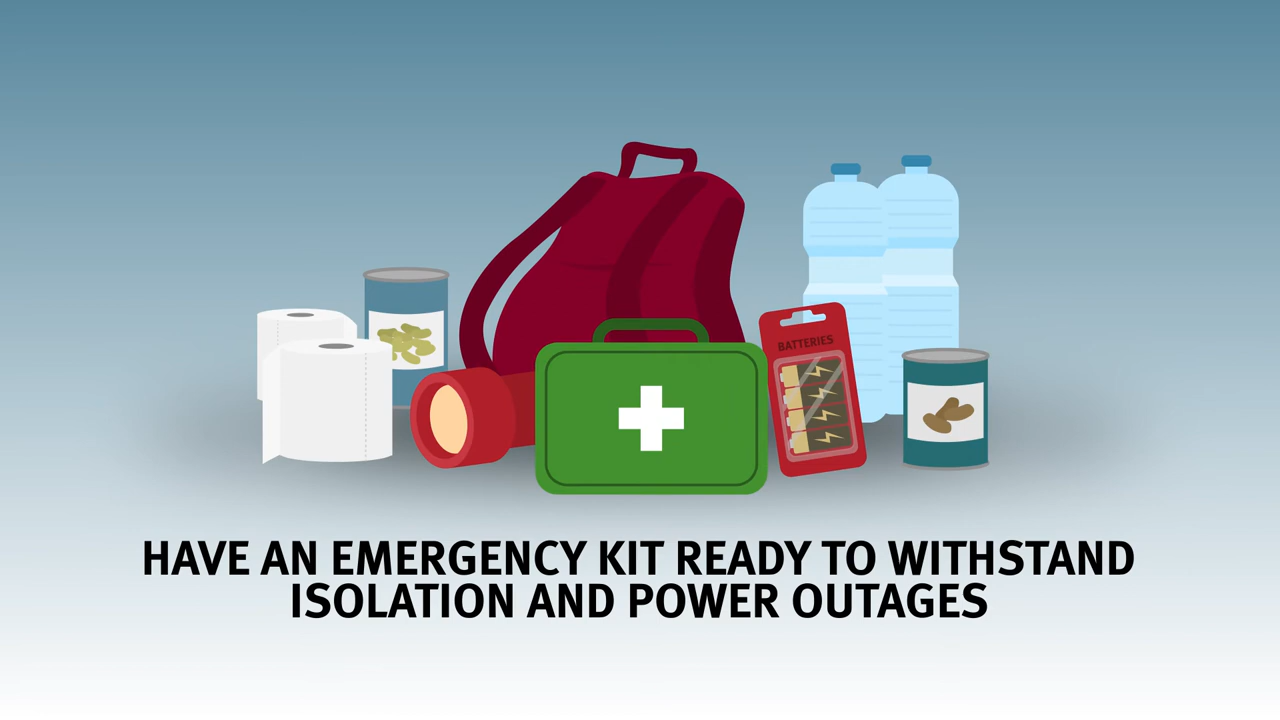 BATTERIES
HAVE AN EMERGENCY KIT READY TO WITHSTAND
ISOLATION AND POWER OUTAGES